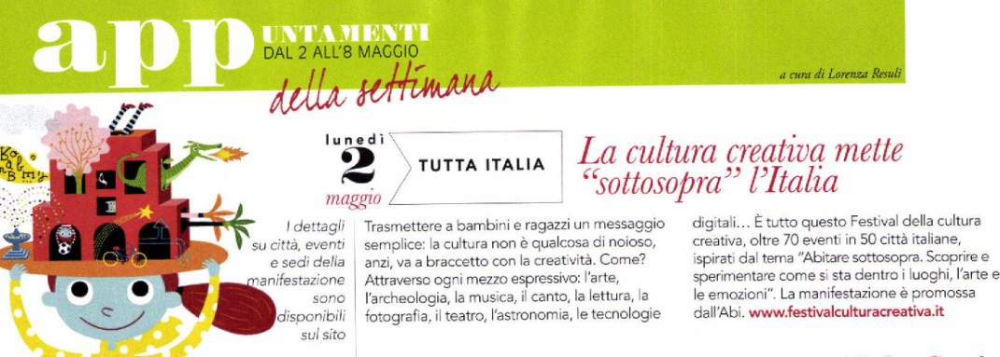 appUNTAMENTI
DAL 2 ALL'8 MAGGIO
della settimana
a cura di Lorenza Resuli
lunedì
2
maggio
TUTTA ITALIA
La cultura creativa mette
“sottosopra” l'Italia
I dettagli
su città, eventi
e sedi della
manifestazione
sono
disponibili
sul sito
Trasmettere a bambini e ragazzi un messaggio
semplice: la cultura non è qualcosa di noioso,
anzi, va a braccetto con la creatività. Come?
Attraverso ogni mezzo espressivo: l'arte,
l'archeologia, la musica, il canto, la lettura, la
fotografia, il teatro, l'astronomia, le tecnologie
digitali... È tutto questo Festival della cultura
creativa, oltre 70 eventi in 50 città italiane,
ispirati dal tema “Abitare sottosopra. Scoprire e
sperimentare come si sta dentro i luoghi, l'arte e
le emozioni”. La manifestazione è promossa
dall'Abi. www.festivalculturacreativa.it